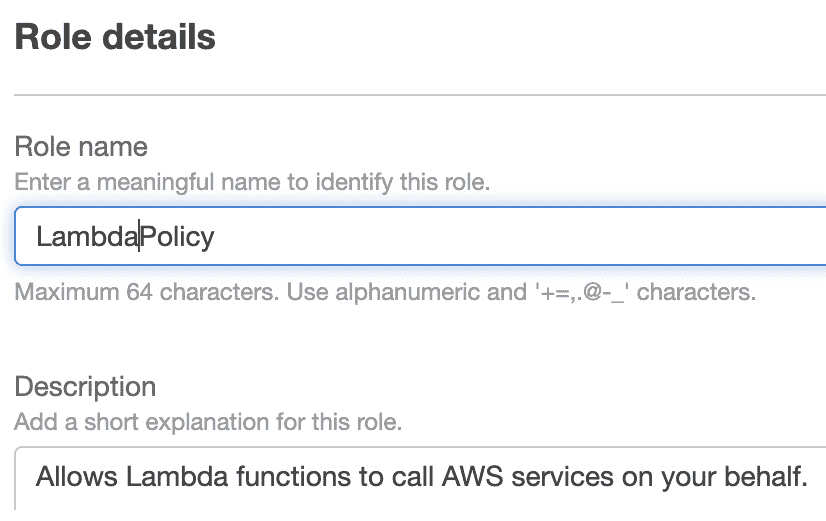 Role details
Role name
Enter a meaningful name to identify this role.
LambdaPolicy
Maximum 64 characters. Use alphanumeric and '+=,.@-_' characters.
Description
Add a short explanation for this role.
Allows Lambda functions to call AWS services on your behalf.